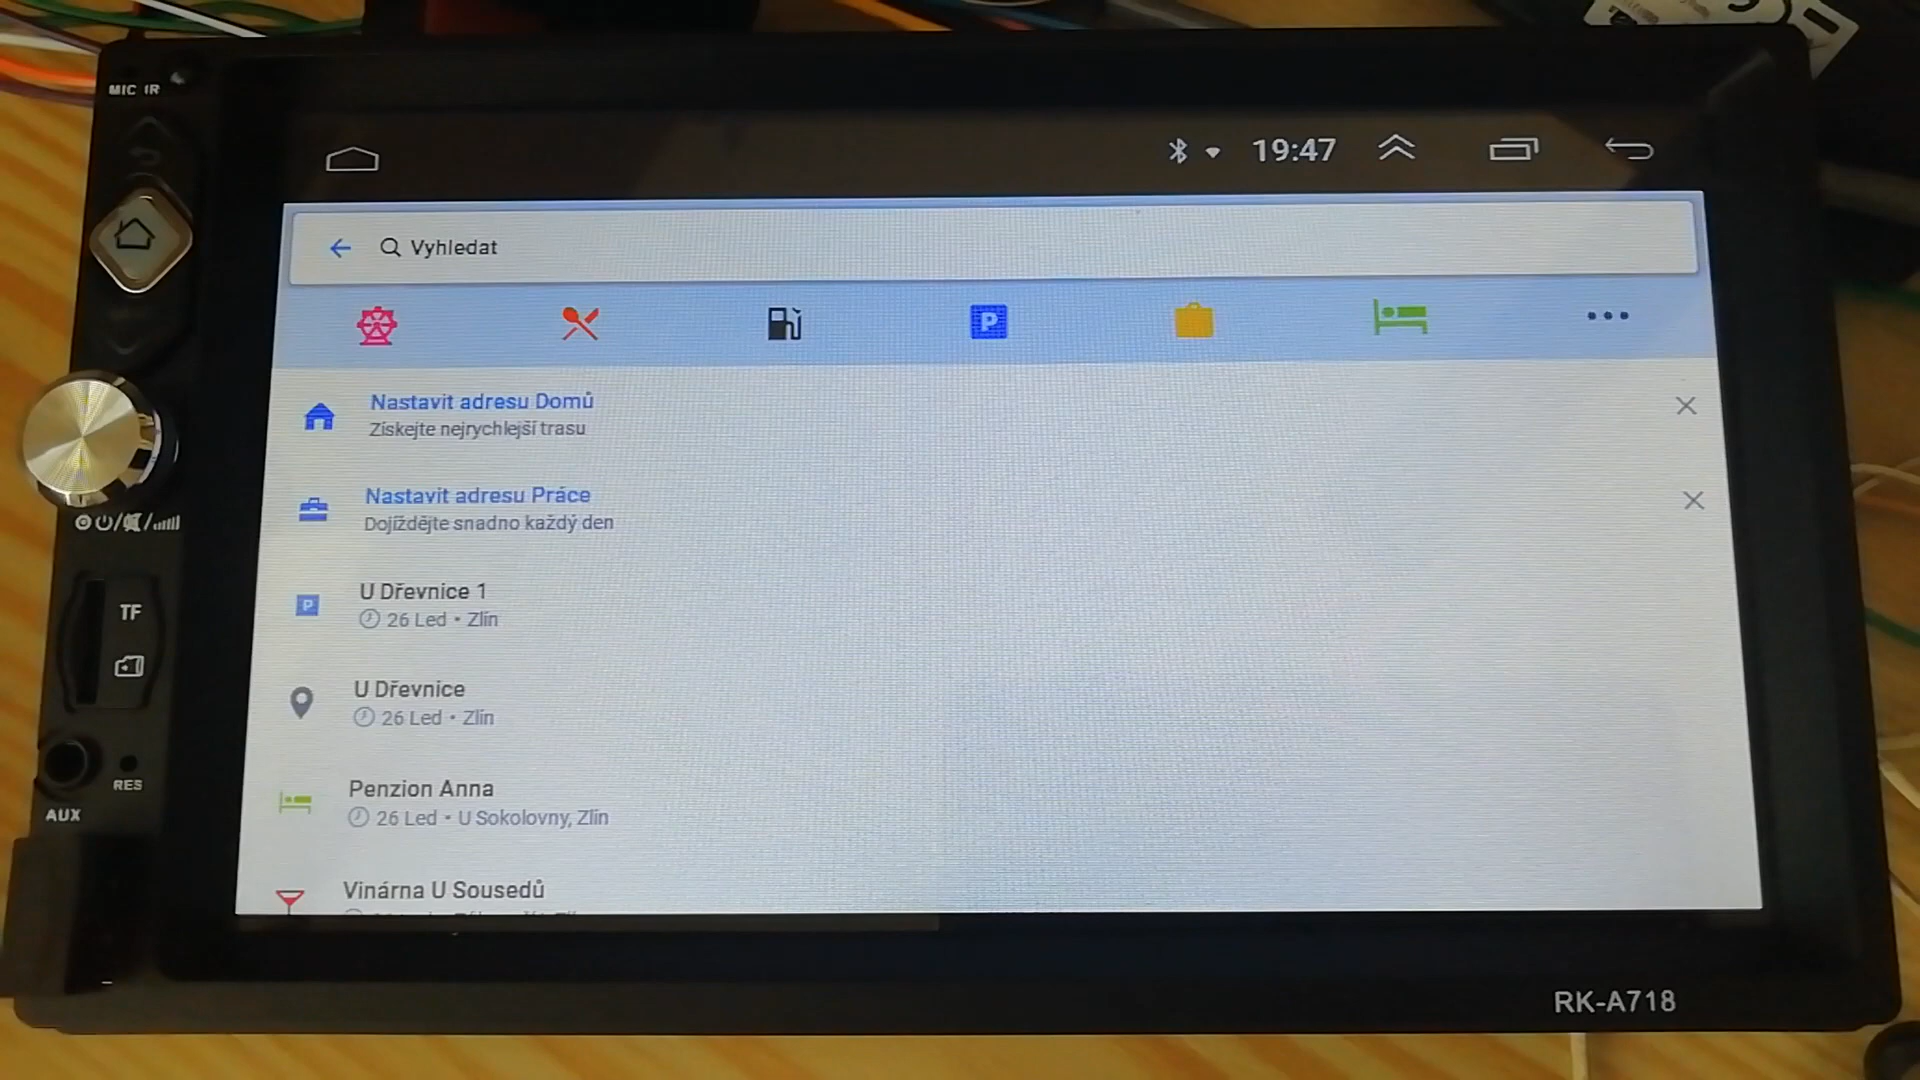 MIC IR
19:47
Vyhledat
P
Nastavit adresu Domů
Získejte nejrychlejší trasu
Nastavit adresu Práce
Dojíždějte snadno každý den
P
U Dřevnice 1
26 Led • Zlín
U Dřevnice
26 Led • Zlín
Penzion Anna
26 Led • U Sokolovny, Zlín
Vinárna U Sousedů
TF
RES
AUX
RK-A718